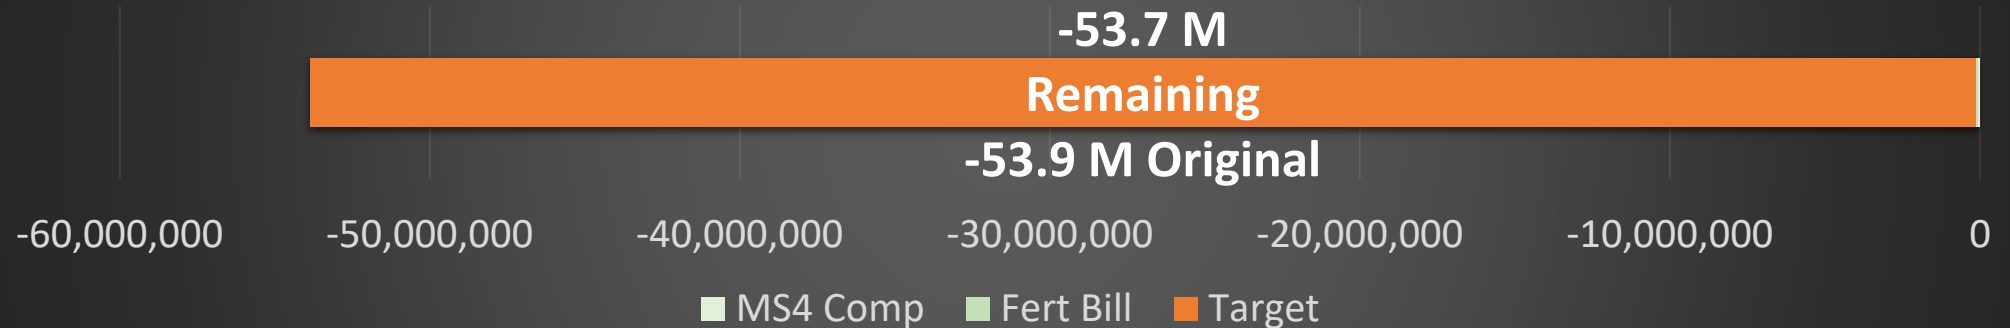 -53.7 M
Remaining
-53.9 M Original
-60,000,000 -50,000,000 -40,000,000 -30,000,000 -20,000,000 -10,000,000 0
MS4 Comp Fert Bill Target